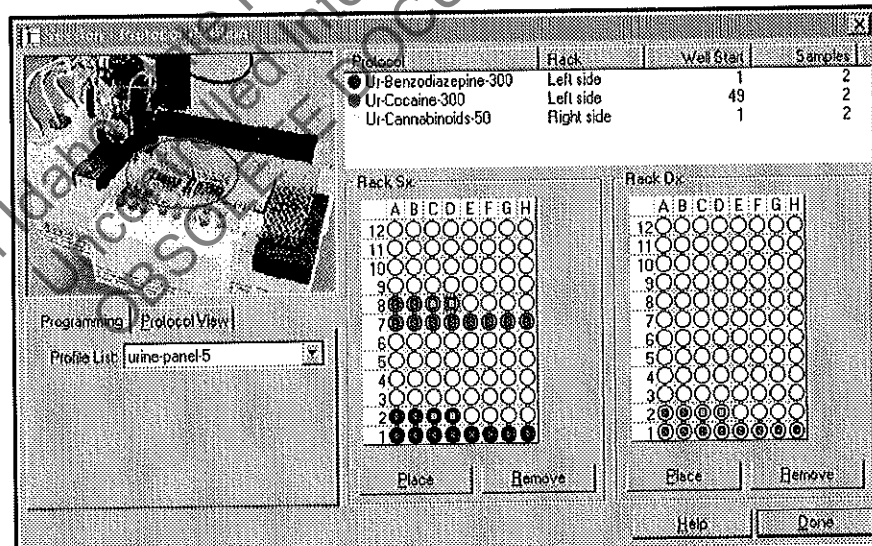 Uncontrolled
OBSOLETE DOCU
Protocol Rack Well Start Samples
Ur-Benzodiazepine-300 Left side 1 2
Ur-Cocaine-300 Left side 49 2
Ur-Cannabinoids-50 Right side 1 2
Programming Protocol View
Profile List: urine-panel-5
Rack Sx
A B C D E F G H
12
11
10
9
8
7
6
5
4
3
2
1
Place Remove
Rack Dx
A B C D E F G H
12
11
10
9
8
7
6
5
4
3
2
1
Place Remove
Help Done